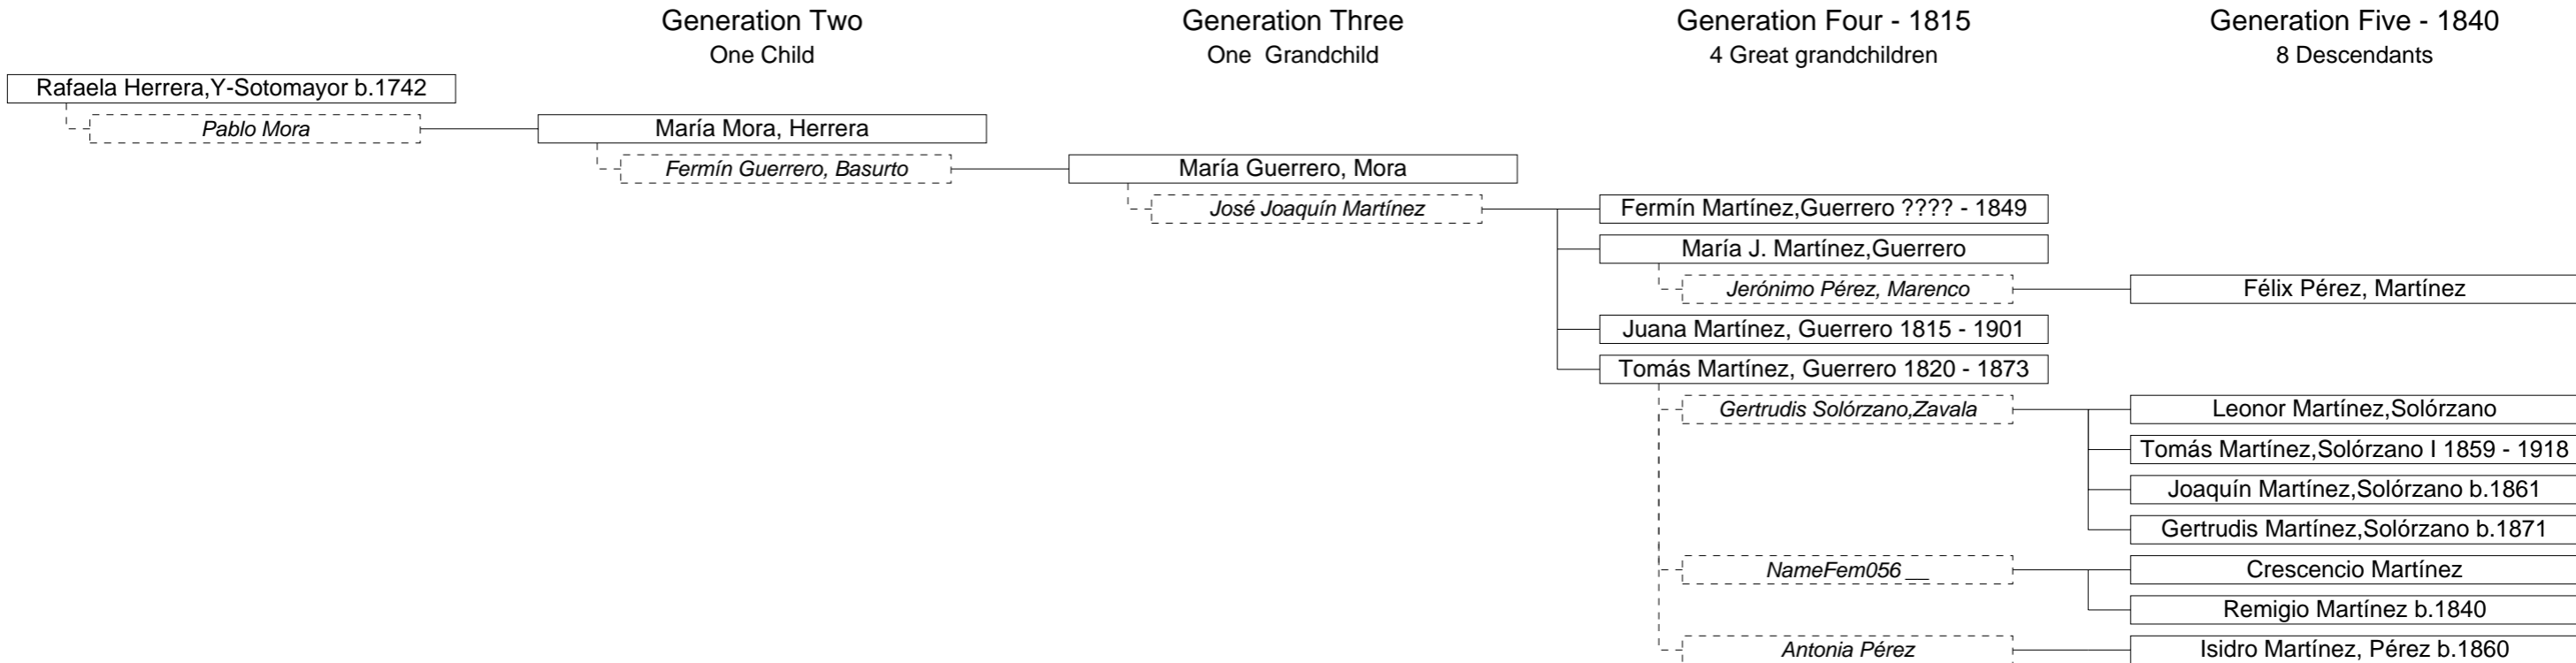 Generation Two
One Child
Generation Three
One  Grandchild
Generation Four - 1815
4 Great grandchildren
Generation Five - 1840
8 Descendants
Rafaela Herrera,Y-Sotomayor b.1742
Pablo Mora
María Mora, Herrera
Fermín Guerrero, Basurto
María Guerrero, Mora
José Joaquín Martínez
Fermín Martínez,Guerrero ???? - 1849
María J. Martínez,Guerrero
Jerónimo Pérez, Marenco
Félix Pérez, Martínez
Juana Martínez, Guerrero 1815 - 1901
Tomás Martínez, Guerrero 1820 - 1873
Gertrudis Solórzano,Zavala
Leonor Martínez,Solórzano
Tomás Martínez,Solórzano I 1859 - 1918
Joaquín Martínez,Solórzano b.1861
Gertrudis Martínez,Solórzano b.1871
NameFem056 __
Crescencio Martínez
Remigio Martínez b.1840
Antonia Pérez
Isidro Martínez, Pérez b.1860